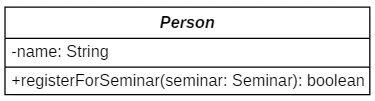 Person
-name: String
+registerForSeminar(seminar: Seminar): boolean